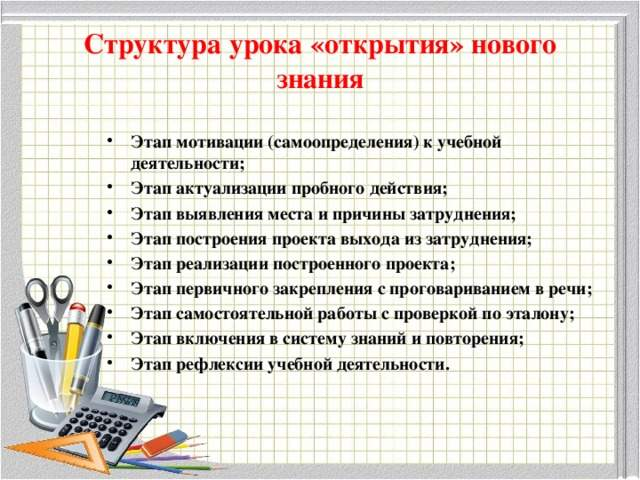 Структура урока «открытия» нового
знания
• Этап мотивации (самоопределения) к учебной
деятельности;
• Этап актуализации пробного действия;
• Этап выявления места и причины затруднения;
• Этап построения проекта выхода из затруднения;
• Этап реализации построенного проекта;
• Этап первичного закрепления с проговариванием в речи;
• Этап самостоятельной работы с проверкой по эталону;
• Этап включения в систему знаний и повторения;
• Этап рефлексии учебной деятельности.